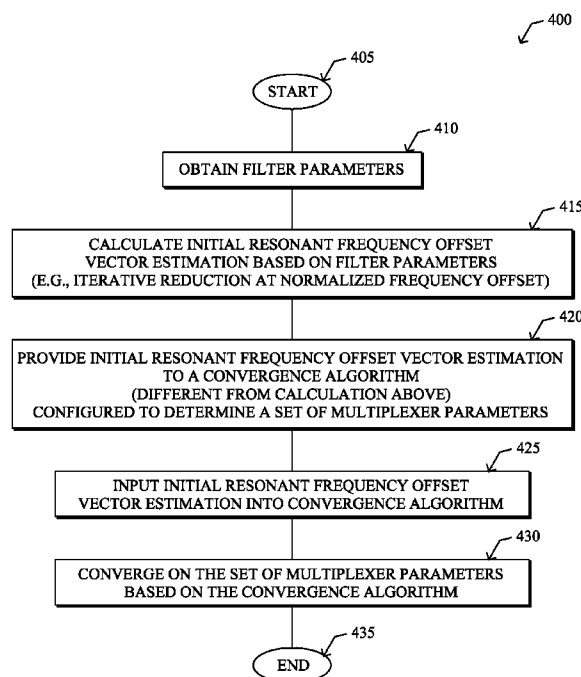 400
405
START
410
OBTAIN FILTER PARAMETERS
415
CALCULATE INITIAL RESONANT FREQUENCY OFFSET
VECTOR ESTIMATION BASED ON FILTER PARAMETERS
(E.G., ITERATIVE REDUCTION AT NORMALIZED FREQUENCY OFFSET)
420
PROVIDE INITIAL RESONANT FREQUENCY OFFSET VECTOR ESTIMATION
TO A CONVERGENCE ALGORITHM
(DIFFERENT FROM CALCULATION ABOVE)
CONFIGURED TO DETERMINE A SET OF MULTIPLEXER PARAMETERS
425
INPUT INITIAL RESONANT FREQUENCY OFFSET
VECTOR ESTIMATION INTO CONVERGENCE ALGORITHM
430
CONVERGE ON THE SET OF MULTIPLEXER PARAMETERS
BASED ON THE CONVERGENCE ALGORITHM
435
END